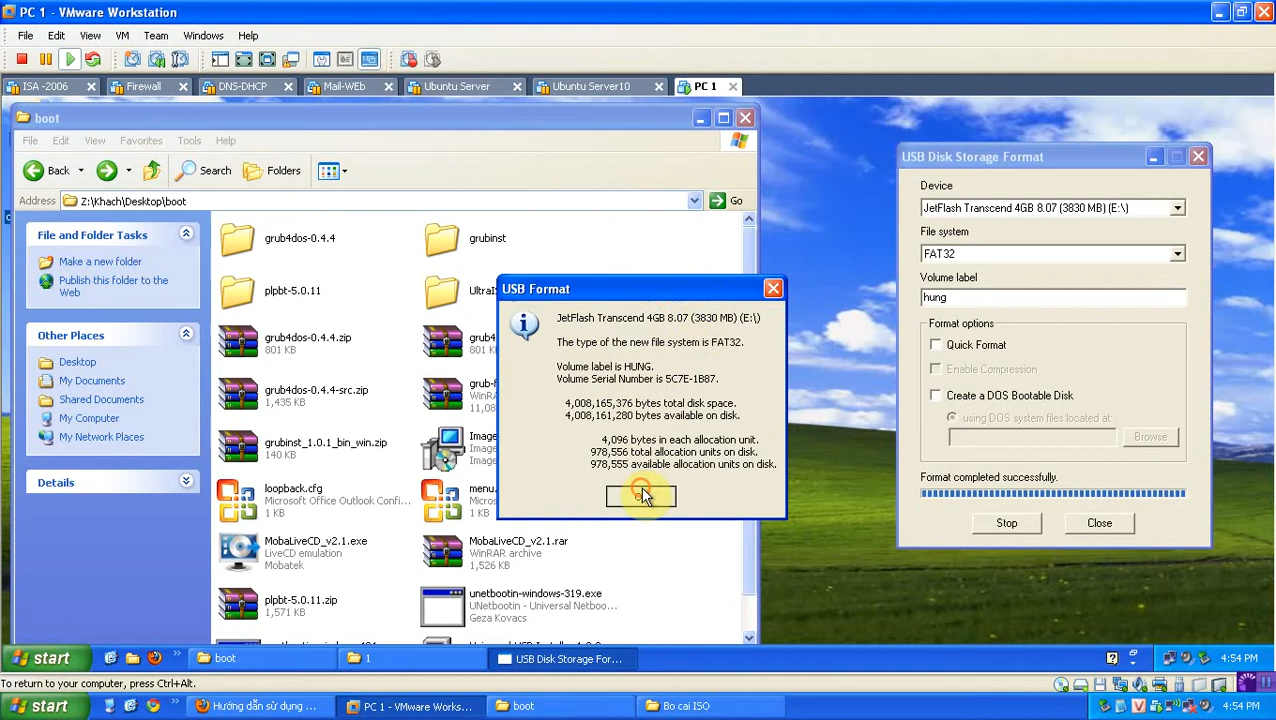 PC 1 - VMware Workstation
File Edit View VM Team Windows Help
ISA -2006 Firewall DNS-DHCP Mail-WEb Ubuntu Server Ubuntu Server10 PC 1
boot
File Edit View Favorites Tools Help
Back Search Folders
Address Z:\Khach\Desktop\boot Go
File and Folder Tasks
Make a new folder
Publish this folder to the
Web
Other Places
Desktop
My Documents
Shared Documents
My Computer
My Network Places
Details
grub4dos-0.4.4
grubinst
plpbt-5.0.11
grub4dos-0.4.4.zip
801 KB
801 KB
grub4dos-0.4.4-src.zip
1,435 KB
WinRAR
grubinst_1.0.1_bin_win.zip
140 KB
loopback.cfg
Microsoft Office Outlook Confi...
1 KB
menu.
Micros
1 KB
MobaLiveCD_v2.1.exe
LiveCD emulation
Mobatek
MobaLiveCD_v2.1.rar
WinRAR archive
1,526 KB
plpbt-5.0.11.zip
1,571 KB
unetbootin-windows-319.exe
UNetbootin - Universal Netboo...
Geza Kovacs
USB Format
JetFlash Transcend 4GB 8.07 (3830 MB) (E:\)
The type of the new file system is FAT32.
Volume label is HUNG.
Volume Serial Number is 5C7E-1B87.
4,008,165,376 bytes total disk space.
4,008,161,280 bytes available on disk.
4,096 bytes in each allocation unit.
978,556 total allocation units on disk.
978,555 available allocation units on disk.
USB Disk Storage Format
Device
JetFlash Transcend 4GB 8.07 (3830 MB) (E:\)
File system
FAT32
Volume label
hung
Format options
Quick Format
Enable Compression
Create a DOS Bootable Disk
using DOS system files located at:
Browse
Format completed successfully.
Stop Close
start boot 1 USB Disk Storage For... 4:54 PM
To return to your computer, press Ctrl+Alt.
start Hướng dẫn sử dụng ... PC 1 - VMware Works... boot Bo cai ISO 4:54 PM